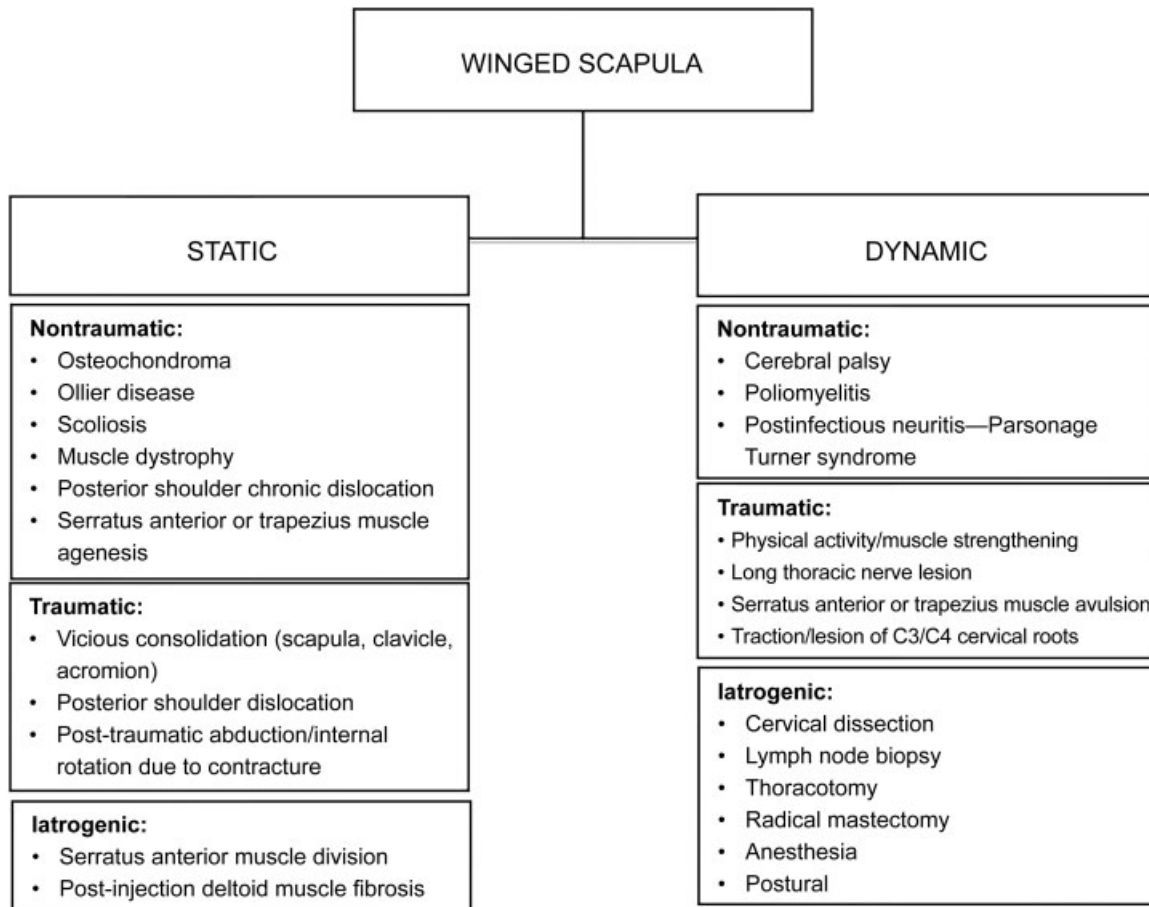 WINGED SCAPULA
STATIC
Nontraumatic:
• Osteochondroma
• Ollier disease
• Scoliosis
• Muscle dystrophy
• Posterior shoulder chronic dislocation
• Serratus anterior or trapezius muscle
agenesis
Traumatic:
• Vicious consolidation (scapula, clavicle,
acromion)
• Posterior shoulder dislocation
• Post-traumatic abduction/internal
rotation due to contracture
Iatrogenic:
• Serratus anterior muscle division
• Post-injection deltoid muscle fibrosis
DYNAMIC
Nontraumatic:
• Cerebral palsy
• Poliomyelitis
• Postinfectious neuritis—Parsonage
Turner syndrome
Traumatic:
• Physical activity/muscle strengthening
• Long thoracic nerve lesion
• Serratus anterior or trapezius muscle avulsion
• Traction/lesion of C3/C4 cervical roots
Iatrogenic:
• Cervical dissection
• Lymph node biopsy
• Thoracotomy
• Radical mastectomy
• Anesthesia
• Postural